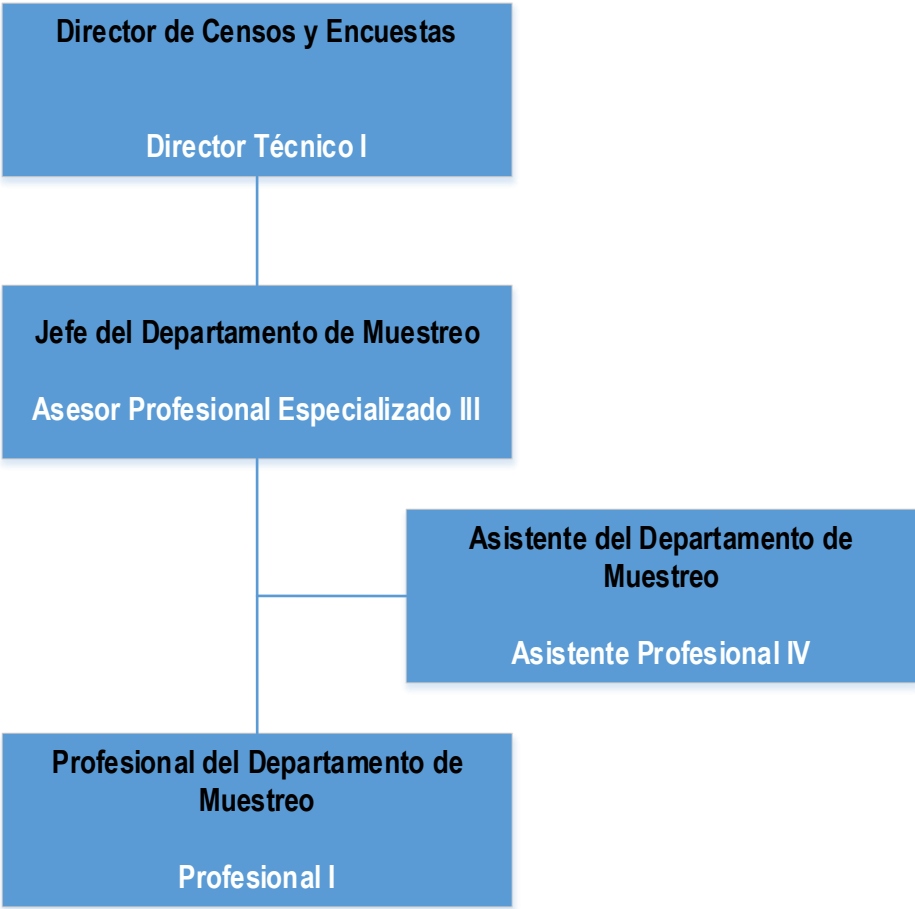 Director de Censos y Encuestas
Director Técnico I
Jefe del Departamento de Muestreo
Asesor Profesional Especializado III
Asistente del Departamento de
Muestreo
Asistente Profesional IV
Profesional del Departamento de
Muestreo
Profesional I